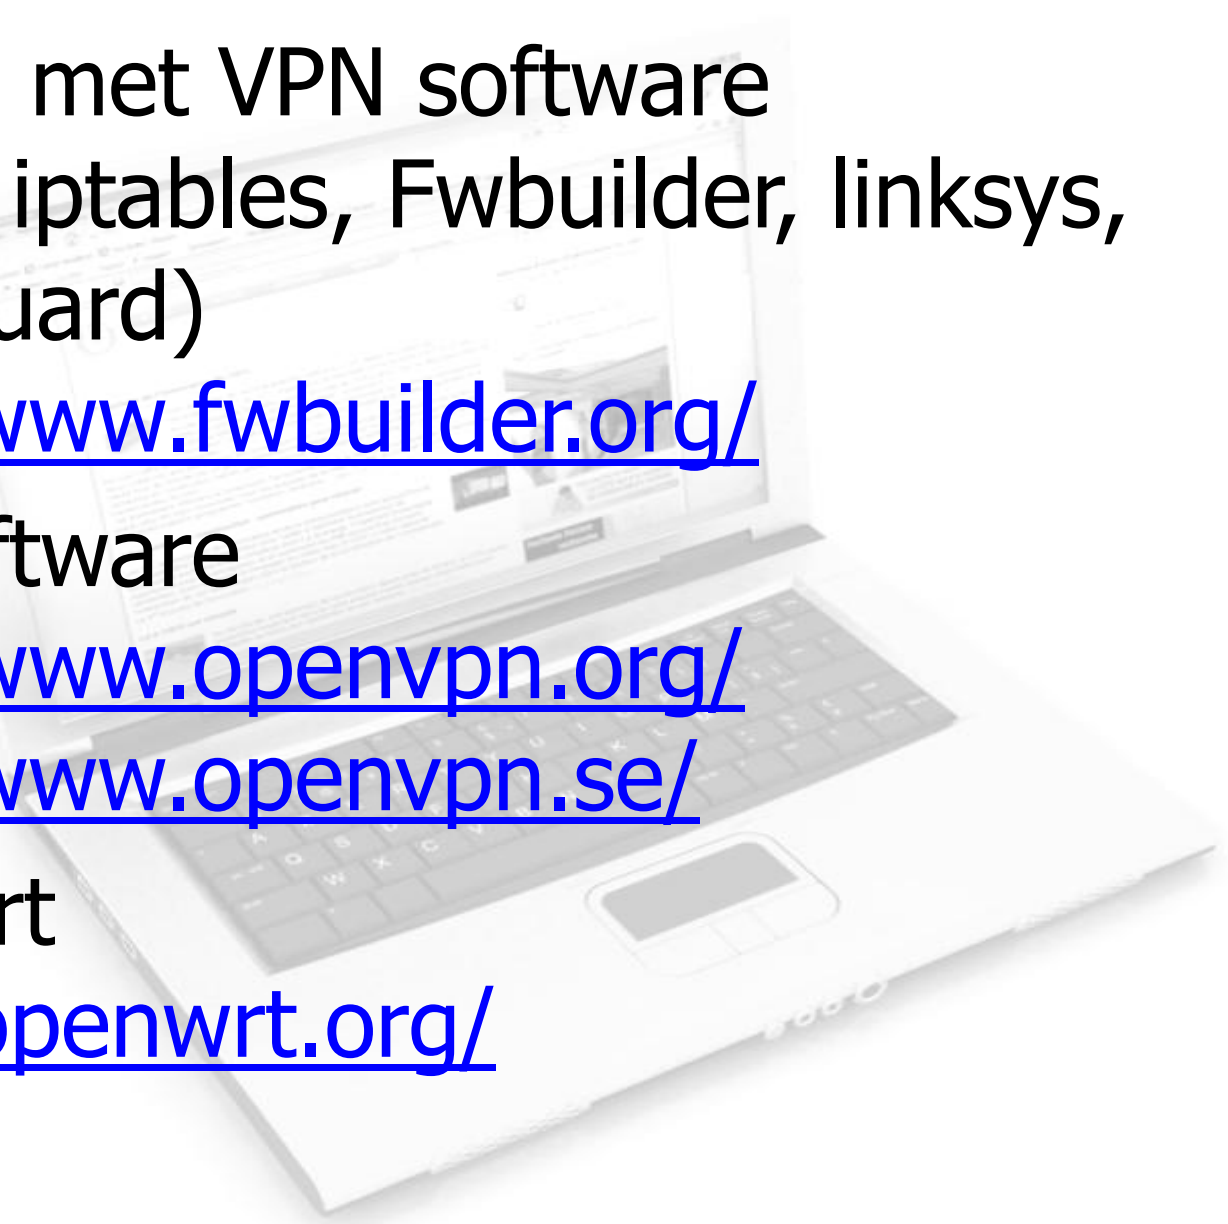 met VPN software
iptables, Fwbuilder, linksys,
uard)
www.fwbuilder.org/
ftware
www.openvpn.org/
www.openvpn.se/
rt
openwrt.org/